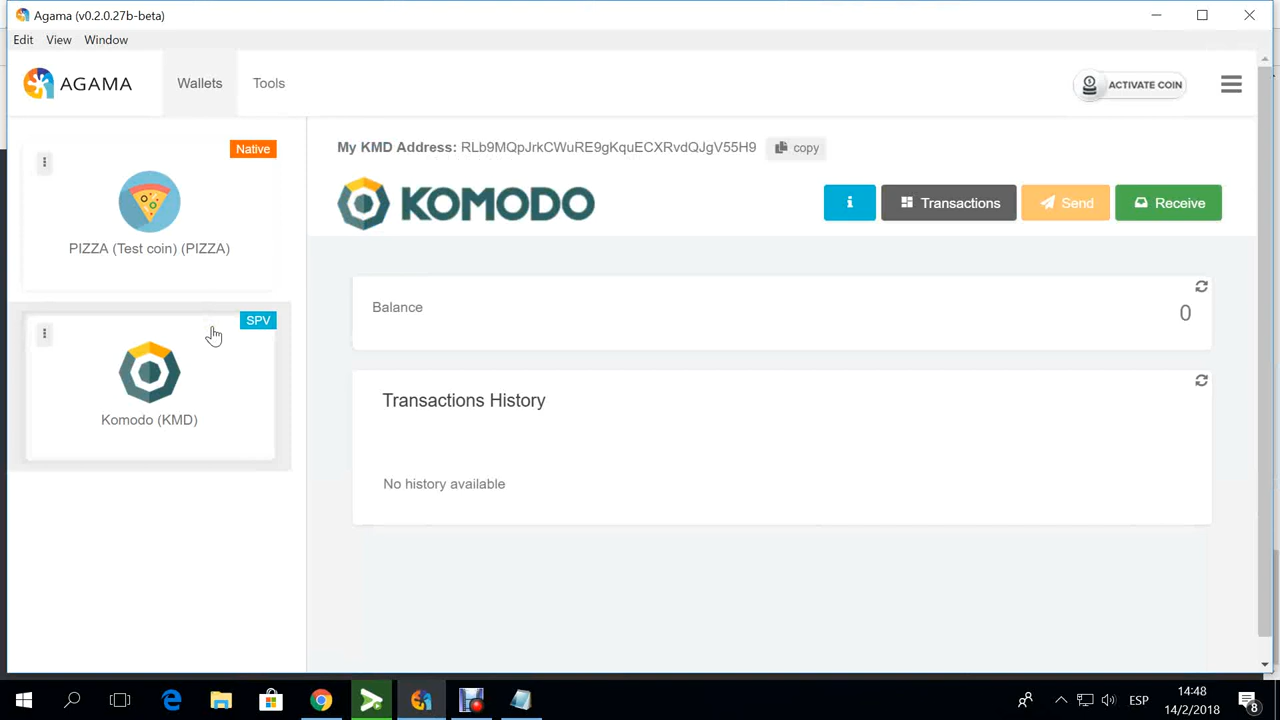 Agama (v0.2.0.27b-beta)
Edit View Window
AGAMA
Wallets
Tools
ACTIVATE COIN
Native
PIZZA (Test coin) (PIZZA)
SPV
Komodo (KMD)
My KMD Address: RLb9MQpJrkCWuRE9gKquECXRvdQJgV55H9
copy
KOMODO
Transactions
Send
Receive
Balance
0
Transactions History
No history available
ESP
14:48
14/2/2018
8